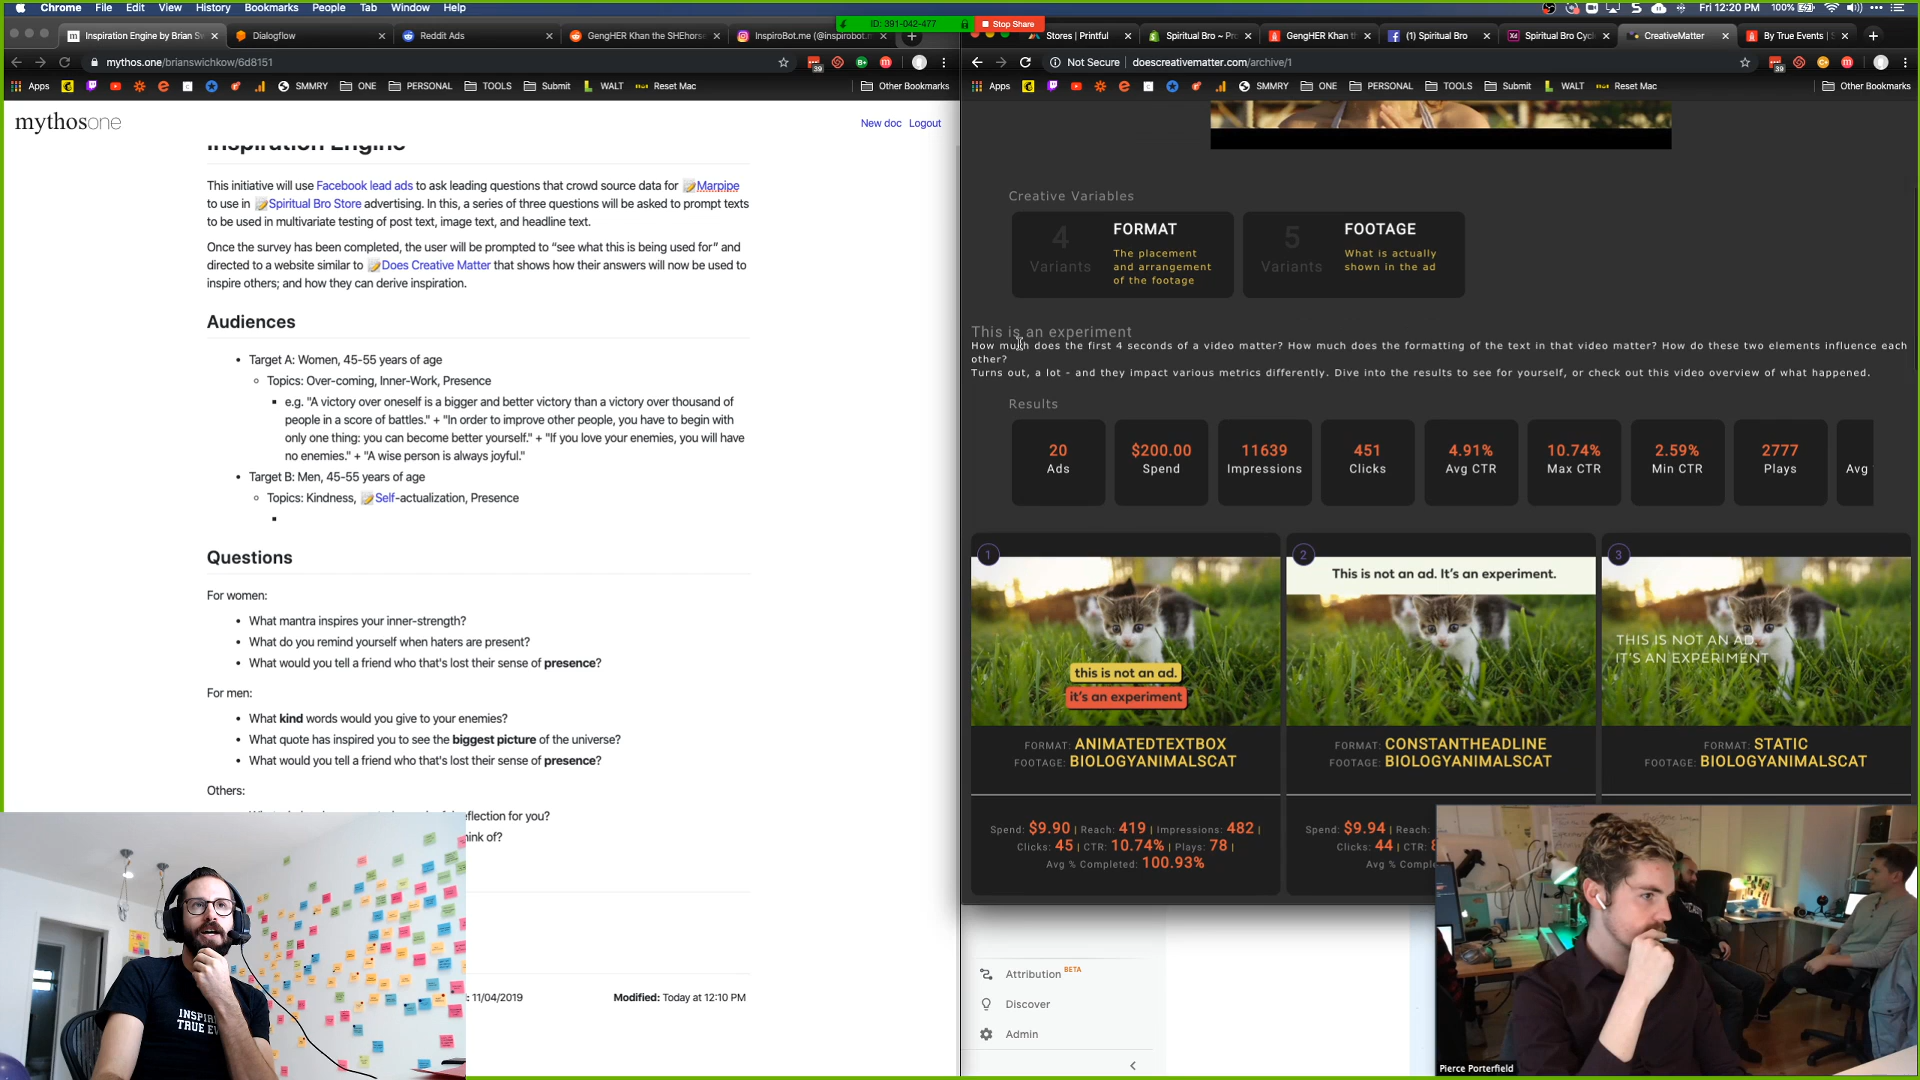 Chrome File Edit View History Bookmarks People Tab Window Help
ID: 391-042-477 Stop Share
Fri 12:20 PM 100%
Inspiration Engine by Brian Sw
Dialogflow
Reddit Ads
GengHER Khan the SHEhors
InspiroBot.me (@inspirobot.
mythos.one/brianswichkow/6d8151
Apps SMMRY ONE PERSONAL TOOLS Submit WALT Reset Mac Other Bookmarks
mythosone
New doc Logout
Inspiration Engine
This initiative will use Facebook lead ads to ask leading questions that crowd source data for Marpipe
to use in Spiritual Bro Store advertising. In this, a series of three questions will be asked to prompt texts
to be used in multivariate testing of post text, image text, and headline text.
Once the survey has been completed, the user will be prompted to “see what this is being used for” and
directed to a website similar to Does Creative Matter that shows how their answers will now be used to
inspire others; and how they can derive inspiration.
Audiences
• Target A: Women, 45-55 years of age
Topics: Over-coming, Inner-Work, Presence
e.g. "A victory over oneself is a bigger and better victory than a victory over thousand of
people in a score of battles." + "In order to improve other people, you have to begin with
only one thing: you can become better yourself." + "If you love your enemies, you will have
no enemies." + "A wise person is always joyful."
• Target B: Men, 45-55 years of age
Topics: Kindness, Self-actualization, Presence
Questions
For women:
• What mantra inspires your inner-strength?
• What do you remind yourself when haters are present?
• What would you tell a friend who that's lost their sense of presence?
For men:
• What kind words would you give to your enemies?
• What quote has inspired you to see the biggest picture of the universe?
• What would you tell a friend who that's lost their sense of presence?
Others:
eflection for you?
ink of?
: 11/04/2019
Modified: Today at 12:10 PM
INSPI
TRUE EV
Stores | Printful
Spiritual Bro ~ Pr
GengHER Khan th
(1) Spiritual Bro
Spiritual Bro Cyc
CreativeMatter
By True Events |
Not Secure | doescreativematter.com/archive/1
Apps SMMRY ONE PERSONAL TOOLS Submit WALT Reset Mac Other Bookmarks
Creative Variables
4 Variants
FORMAT
The placement
and arrangement
of the footage
5 Variants
FOOTAGE
What is actually
shown in the ad
This is an experiment
How much does the first 4 seconds of a video matter? How much does the formatting of the text in that video matter? How do these two elements influence each
other?
Turns out, a lot - and they impact various metrics differently. Dive into the results to see for yourself, or check out this video overview of what happened.
Results
20 Ads
$200.00 Spend
11639 Impressions
451 Clicks
4.91% Avg CTR
10.74% Max CTR
2.59% Min CTR
2777 Plays
Avg
1
this is not an ad.
it's an experiment
FORMAT: ANIMATEDTEXTBOX
FOOTAGE: BIOLOGYANIMALSCAT
Spend: $9.90 | Reach: 419 | Impressions: 482 |
Clicks: 45 | CTR: 10.74% | Plays: 78 |
Avg % Completed: 100.93%
2
This is not an ad. It's an experiment.
FORMAT: CONSTANTHEADLINE
FOOTAGE: BIOLOGYANIMALSCAT
Spend: $9.94 | Reach:
Clicks: 44 | CTR:
Avg % Comple
3
THIS IS NOT AN AD.
IT'S AN EXPERIMENT
FORMAT: STATIC
FOOTAGE: BIOLOGYANIMALSCAT
Attribution BETA
Discover
Admin
Pierce Porterfield